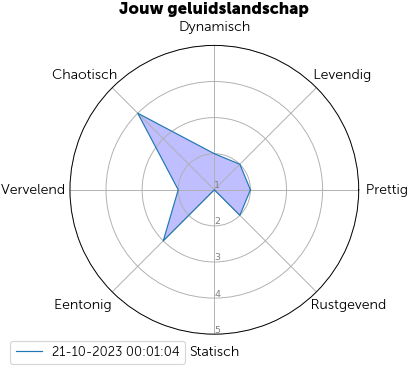 Jouw geluidslandschap
Dynamisch
Chaotisch
Levendig
Vervelend
1
Prettig
2
3
Eentonig
4
Rustgevend
5
21-10-2023 00:01:04
Statisch